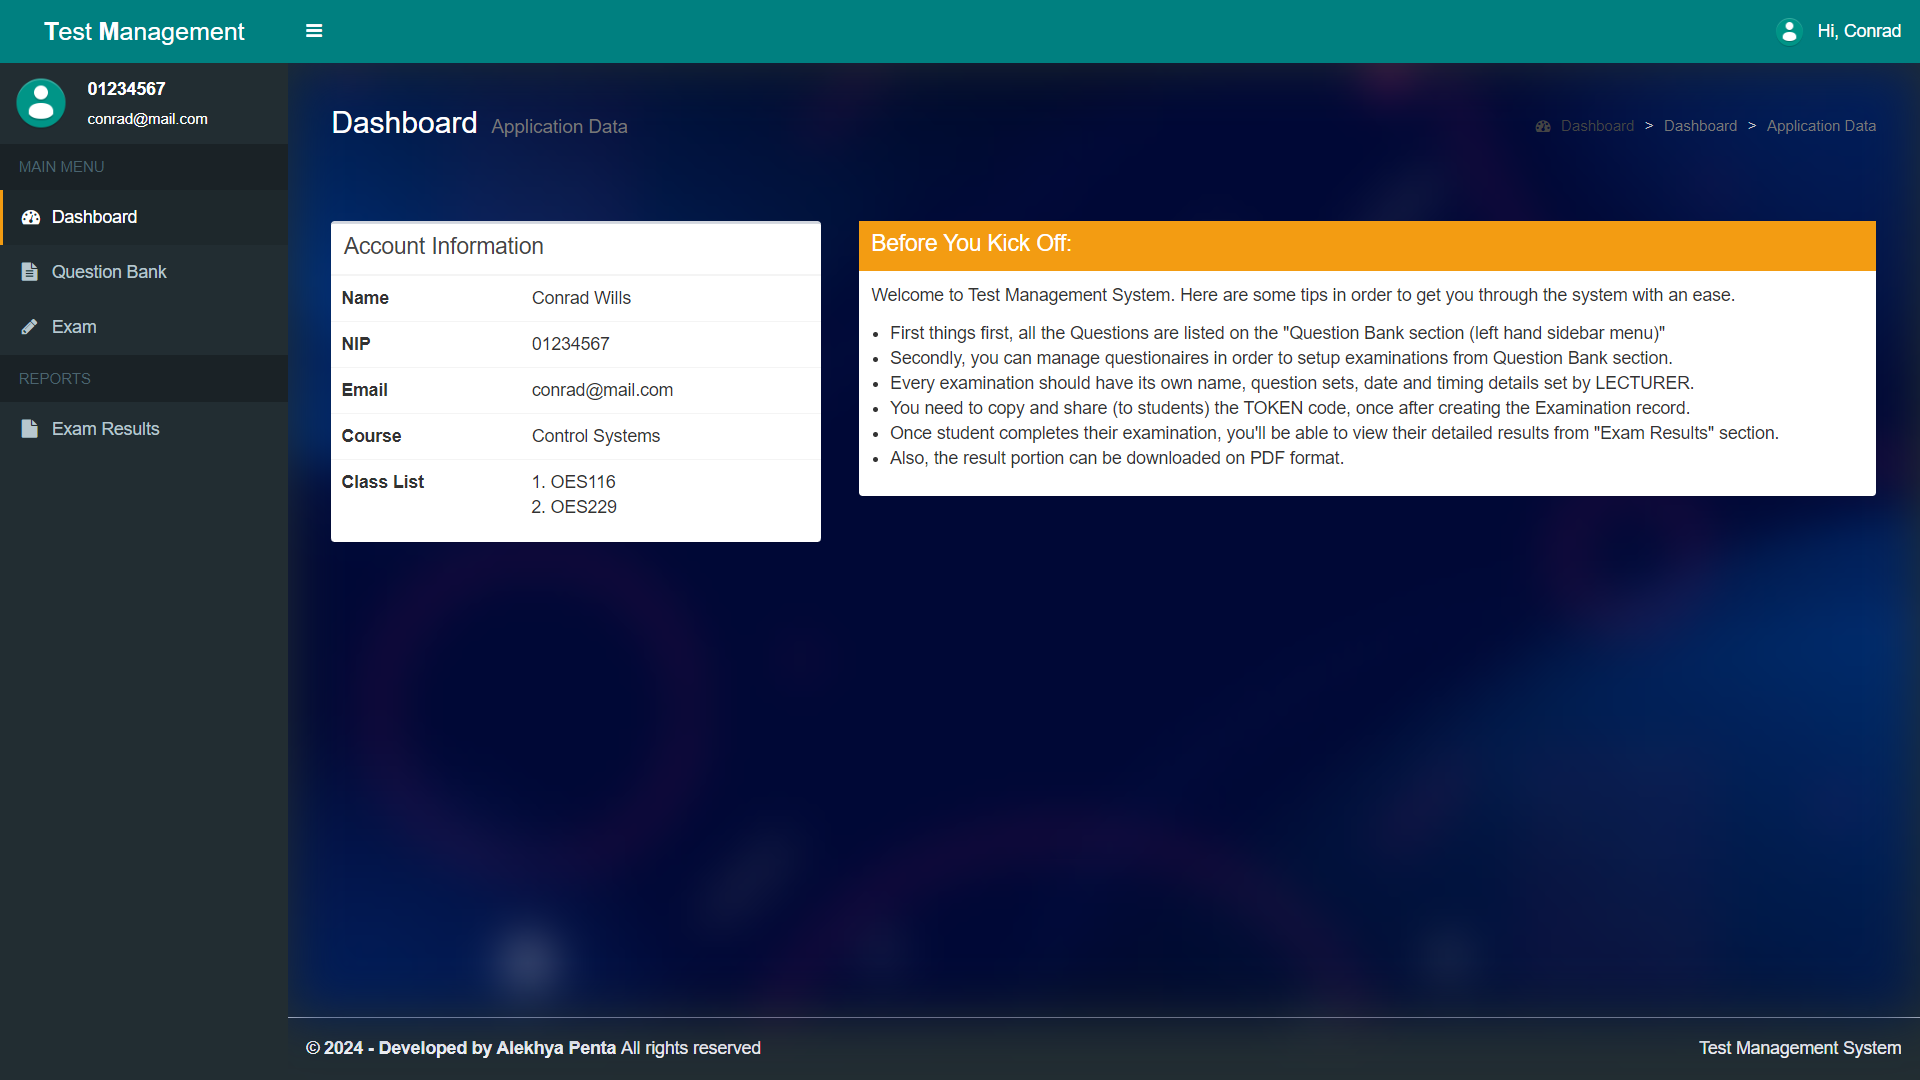 Test Management
Hi, Conrad
01234567
conrad@mail.com
MAIN MENU
Dashboard
Question Bank
Exam
REPORTS
Exam Results
Dashboard Application Data
Dashboard > Dashboard > Application Data
Account Information
Name Conrad Wills
NIP 01234567
Email conrad@mail.com
Course Control Systems
Class List 1. OES116
2. OES229
Before You Kick Off:
Welcome to Test Management System. Here are some tips in order to get you through the system with an ease.
• First things first, all the Questions are listed on the "Question Bank section (left hand sidebar menu)"
• Secondly, you can manage questionaires in order to setup examinations from Question Bank section.
• Every examination should have its own name, question sets, date and timing details set by LECTURER.
• You need to copy and share (to students) the TOKEN code, once after creating the Examination record.
• Once student completes their examination, you'll be able to view their detailed results from "Exam Results" section.
• Also, the result portion can be downloaded on PDF format.
© 2024 - Developed by Alekhya Penta All rights reserved
Test Management System